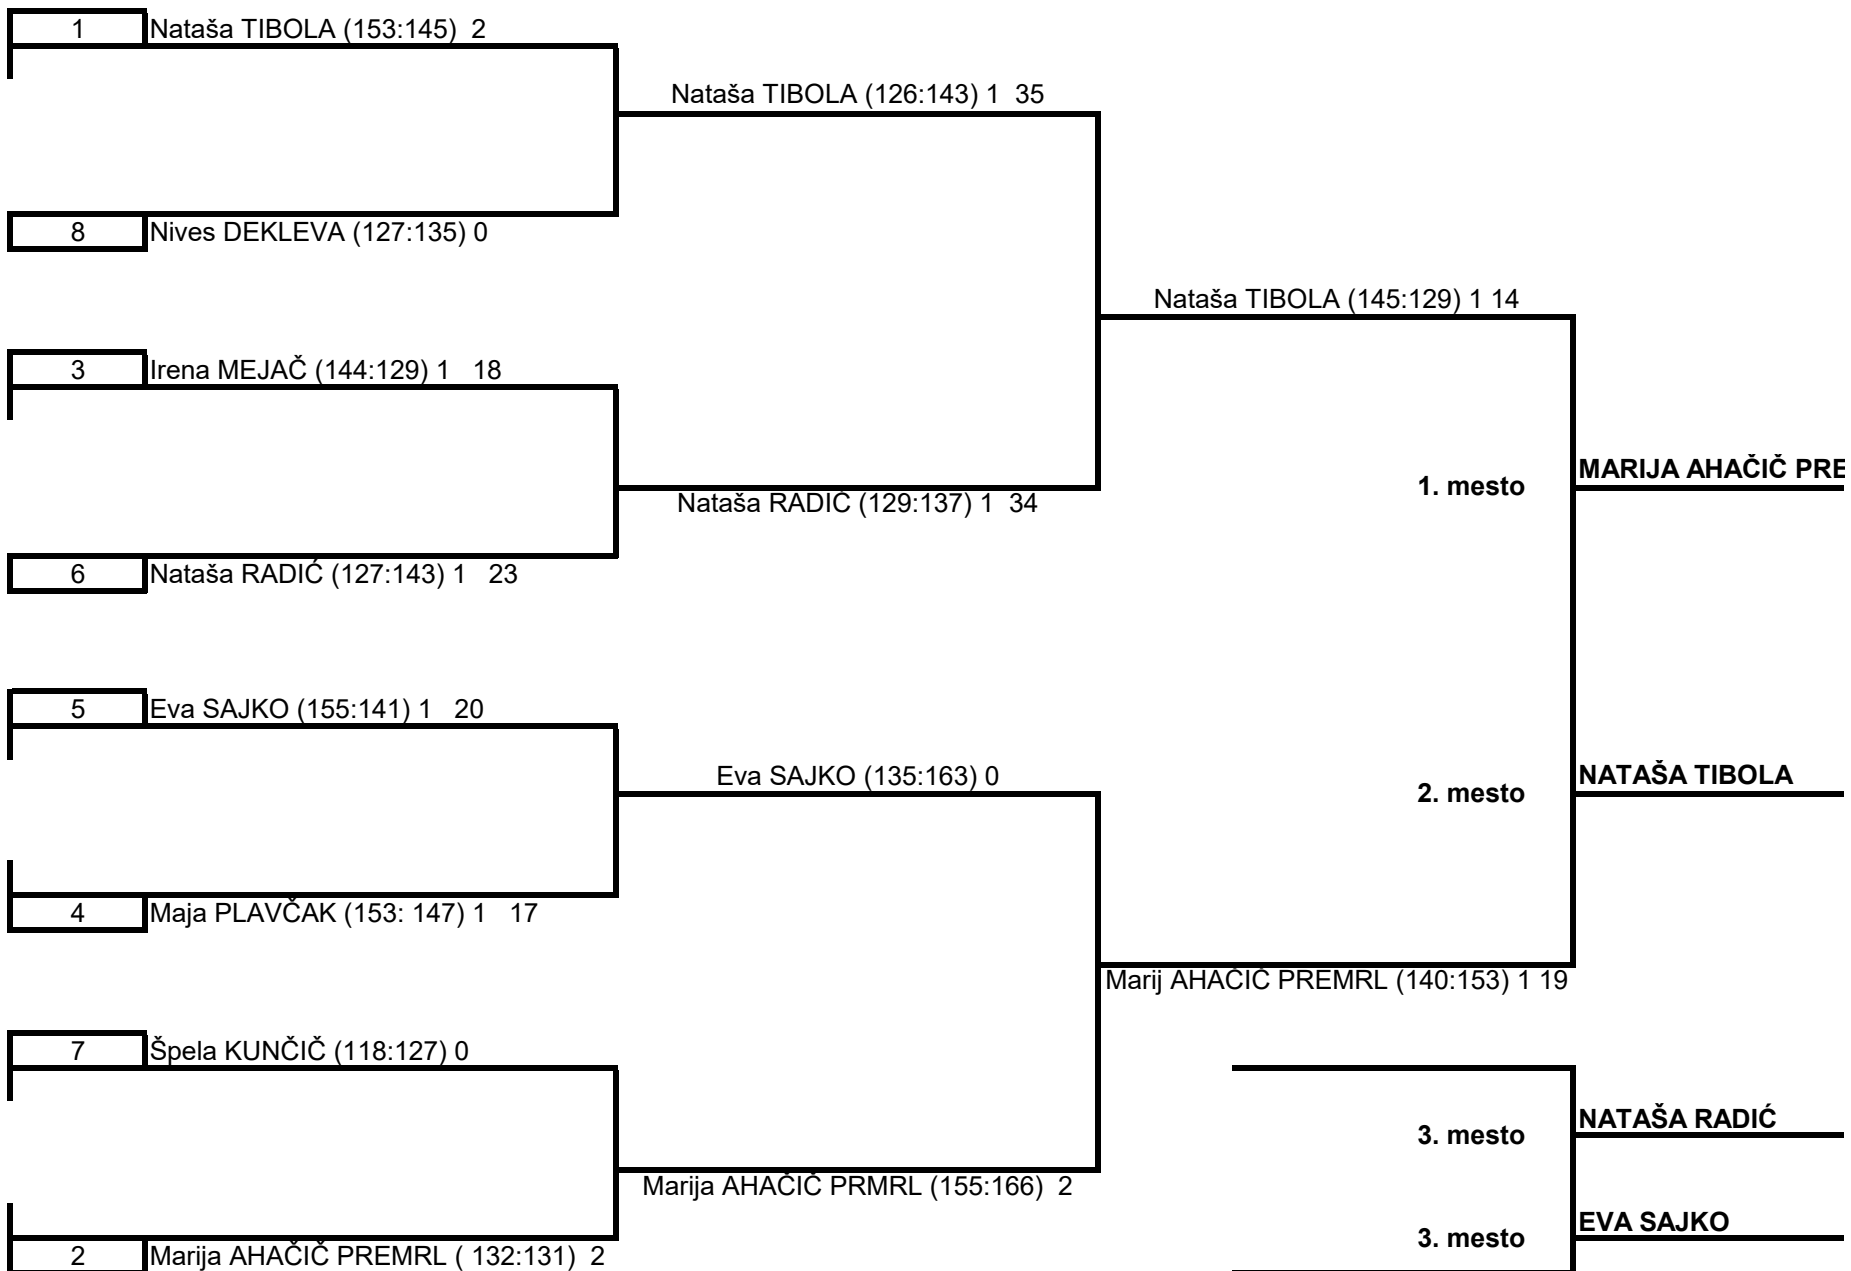 1 Nataša TIBOLA (153:145) 2
Nataša TIBOLA (126:143) 1 35
8 Nives DEKLEVA (127:135) 0
Nataša TIBOLA (145:129) 1 14
3 Irena MEJAČ (144:129) 1 18
MARIJA AHAČIČ PRE
1. mesto
Nataša RADIĆ (129:137) 1 34
6 Nataša RADIĆ (127:143) 1 23
5 Eva SAJKO (155:141) 1 20
Eva SAJKO (135:163) 0
NATAŠA TIBOLA
2. mesto
4 Maja PLAVČAK (153: 147) 1 17
Marij AHAČIČ PREMRL (140:153) 1 19
7 Špela KUNČIČ (118:127) 0
NATAŠA RADIĆ
3. mesto
Marija AHAČIČ PRMRL (155:166) 2
EVA SAJKO
3. mesto
2 Marija AHAČIČ PREMRL ( 132:131) 2